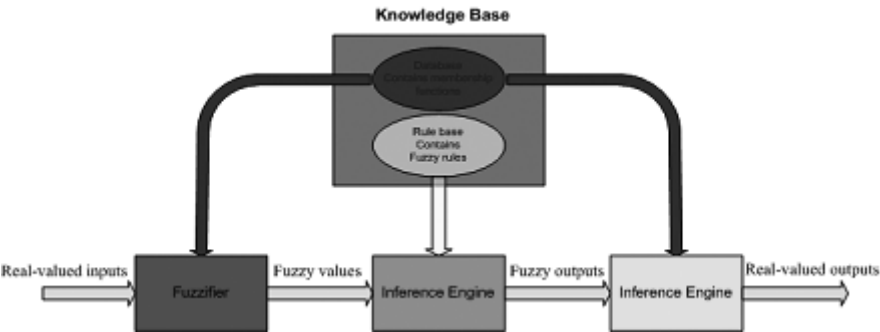 Knowledge Base
Database
Contains membership
functions
Rule base
Contains
Fuzzy rules
Real-valued inputs
Fuzzifier
Fuzzy values
Inference Engine
Fuzzy outputs
Inference Engine
Real-valued outputs